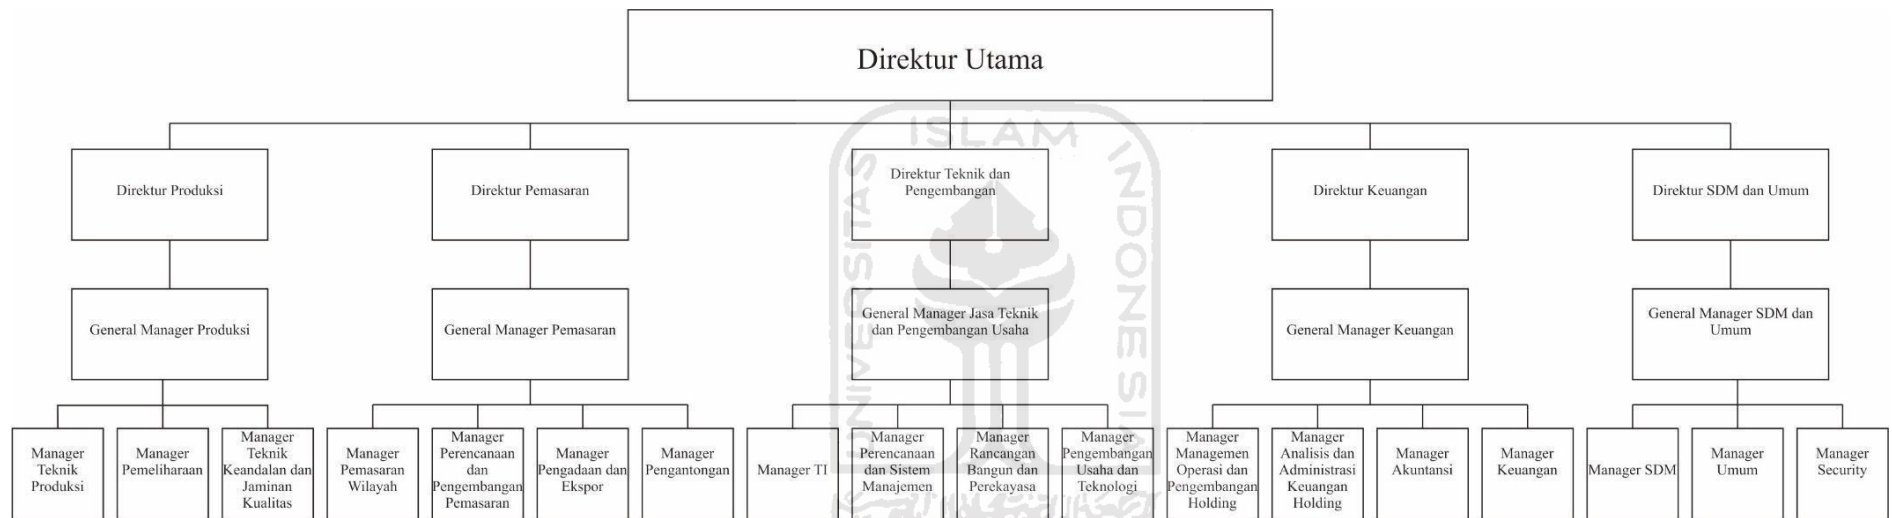 Direktur Utama
ISLAM
UNIVERSITAS
INDONESIA
Direktur Produksi
Direktur Pemasaran
Direktur Teknik dan
Pengembangan
Direktur Keuangan
Direktur SDM dan Umum
General Manager Produksi
General Manager Pemasaran
General Manager Jasa Teknik
dan Pengembangan Usaha
General Manager Keuangan
General Manager SDM dan
Umum
Manager
Teknik
Produksi
Manager
Pemeliharaan
Manager
Teknik
Keandalan dan
Jaminan
Kualitas
Manager
Pemasaran
Wilayah
Manager
Perencanaan
dan
Pengembangan
Pemasaran
Manager
Pengadaan dan
Ekspor
Manager
Pengantongan
Manager TI
Manager
Perencanaan
dan Sistem
Manajemen
Manager
Rancangan
Bangun dan
Perekayasa
Manager
Pengembangan
Usaha dan
Teknologi
Manager
Managemen
Operasi dan
Pengembangan
Holding
Manager
Analisis dan
Administrasi
Keuangan
Holding
Manager
Akuntansi
Manager
Keuangan
Manager SDM
Manager
Umum
Manager
Security